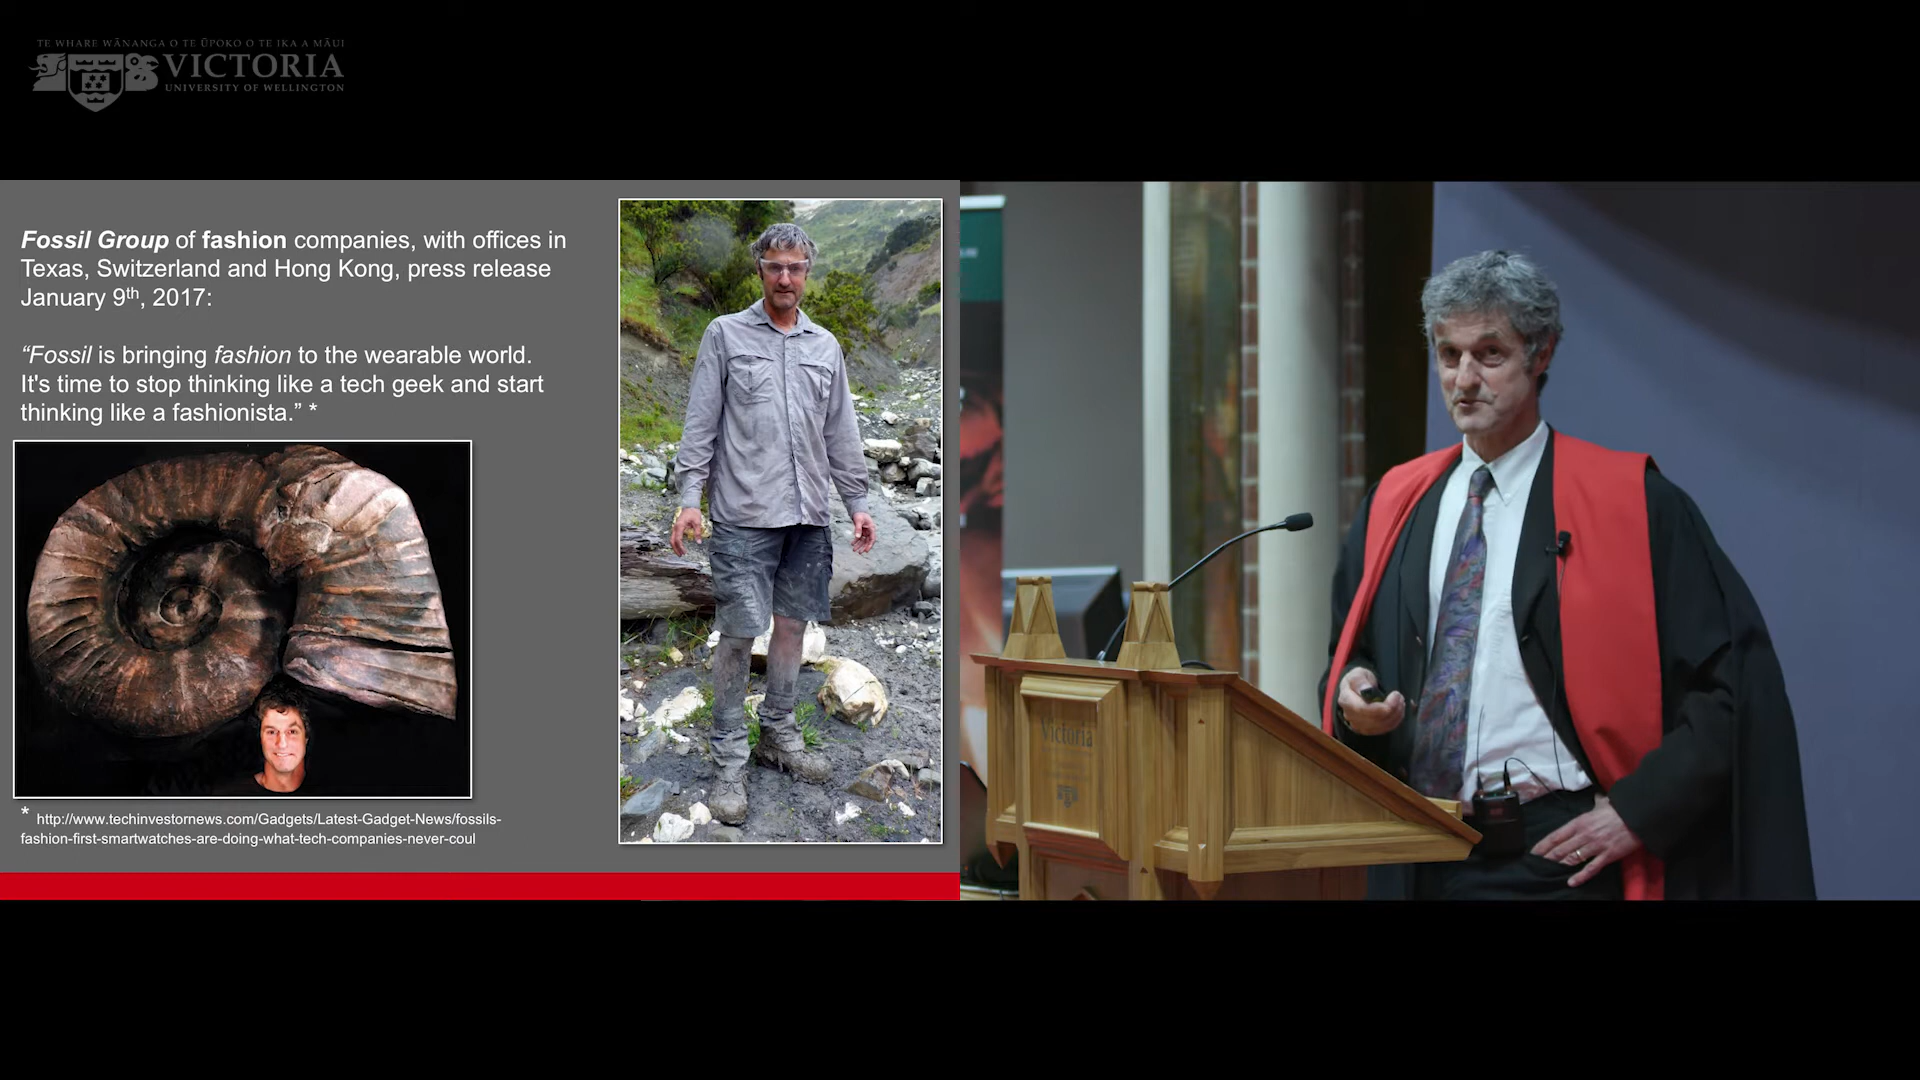 TE WHARE WĀNANGA O TE ŪPOKO O TE IKA A MĀUI
VICTORIA
UNIVERSITY OF WELLINGTON
Fossil Group of fashion companies, with offices in
Texas, Switzerland and Hong Kong, press release
January 9th, 2017:
“Fossil is bringing fashion to the wearable world.
It's time to stop thinking like a tech geek and start
thinking like a fashionista.” *
* http://www.techinvestornews.com/Gadgets/Latest-Gadget-News/fossils-
fashion-first-smartwatches-are-doing-what-tech-companies-never-coul
Victoria